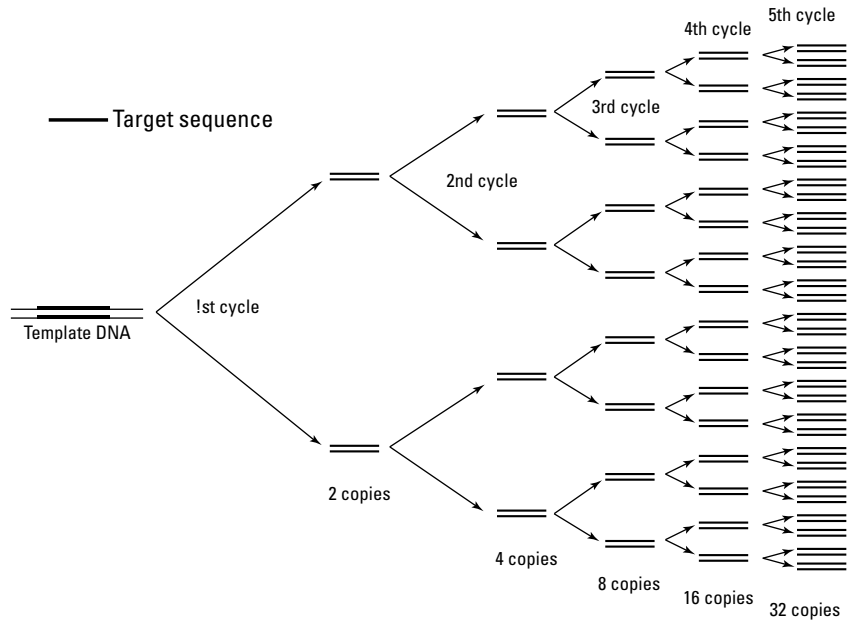 5th cycle
4th cycle
3rd cycle
Target sequence
2nd cycle
!st cycle
Template DNA
2 copies
4 copies
8 copies
16 copies
32 copies